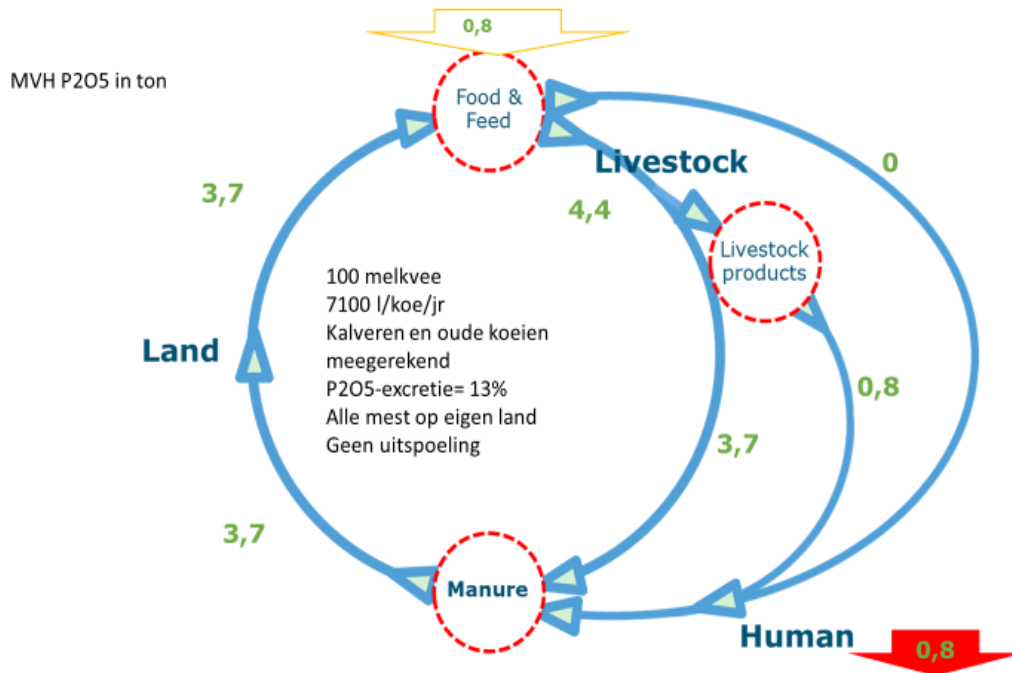 0,8
MVH P2O5 in ton
Food &
Feed
Livestock
0
3,7
4,4
Livestock
products
100 melkvee
7100 l/koe/jr
Kalveren en oude koeien
meegerekend
P2O5-excretie= 13%
Alle mest op eigen land
Geen uitspoeling
Land
0,8
3,7
3,7
Manure
Human
0,8